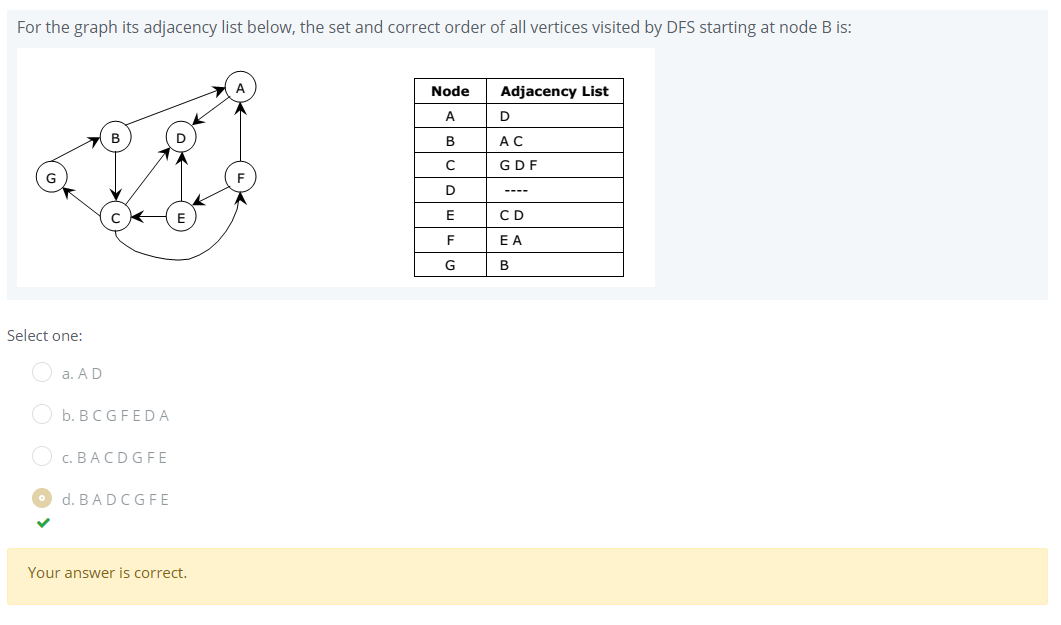 For the graph its adjacency list below, the set and correct order of all vertices visited by DFS starting at node B is:
A
B
D
G
F
C
E
Node Adjacency List
A D
B A C
C G D F
D ----
E C D
F E A
G B
Select one:
a. A D
b. B C G F E D A
c. B A C D G F E
d. B A D C G F E
Your answer is correct.